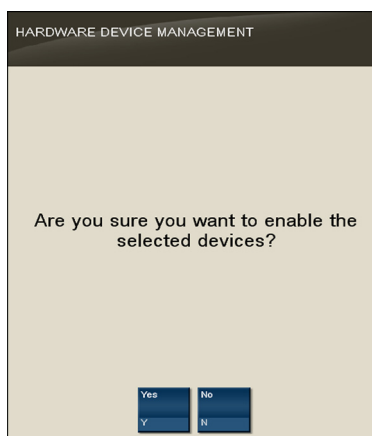 HARDWARE DEVICE MANAGEMENT
Are you sure you want to enable the
selected devices?
Yes No
Y N